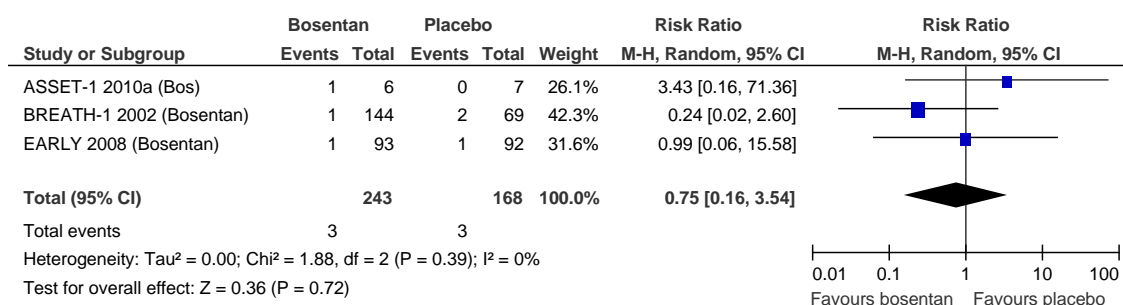 Bosentan Placebo Risk Ratio Risk Ratio
Study or Subgroup Events Total Events Total Weight M-H, Random, 95% CI M-H, Random, 95% CI
ASSET-1 2010a (Bos) 1 6 0 7 26.1% 3.43 [0.16, 71.36]
BREATH-1 2002 (Bosentan) 1 144 2 69 42.3% 0.24 [0.02, 2.60]
EARLY 2008 (Bosentan) 1 93 1 92 31.6% 0.99 [0.06, 15.58]
Total (95% CI) 243 168 100.0% 0.75 [0.16, 3.54]
Total events 3 3
Heterogeneity: Tau² = 0.00; Chi² = 1.88, df = 2 (P = 0.39); I² = 0%
Test for overall effect: Z = 0.36 (P = 0.72)
0.01 0.1 1 10 100
Favours bosentan Favours placebo